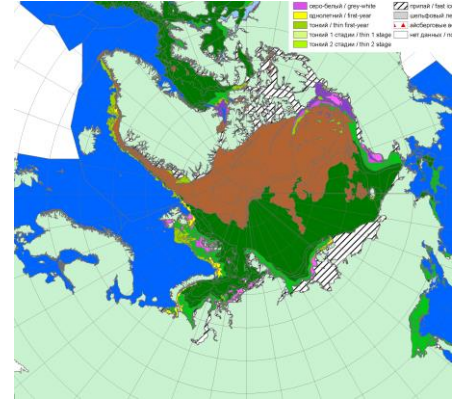 серо-белый / grey-white
однолетний / first-year
тонкий / thin first-year
тонкий 1 стадии / thin 1 stage
тонкий 2 стадии / thin 2 stage
припай / fast ic
шельфовый ле
айсберговые в
нет данных / no